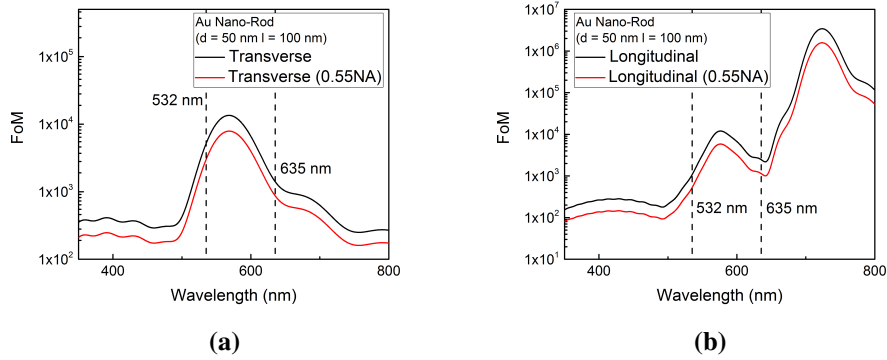 Au Nano-Rod
(d = 50 nm l = 100 nm)
Transverse
Transverse (0.55NA)
532 nm
635 nm
1x10^5
1x10^4
1x10^3
1x10^2
FoM
400
600
800
Wavelength (nm)
(a)
Au Nano-Rod
(d = 50 nm l = 100 nm)
Longitudinal
Longitudinal (0.55NA)
532 nm
635 nm
1x10^7
1x10^6
1x10^5
1x10^4
1x10^3
1x10^2
1x10^1
FoM
400
600
800
Wavelength (nm)
(b)